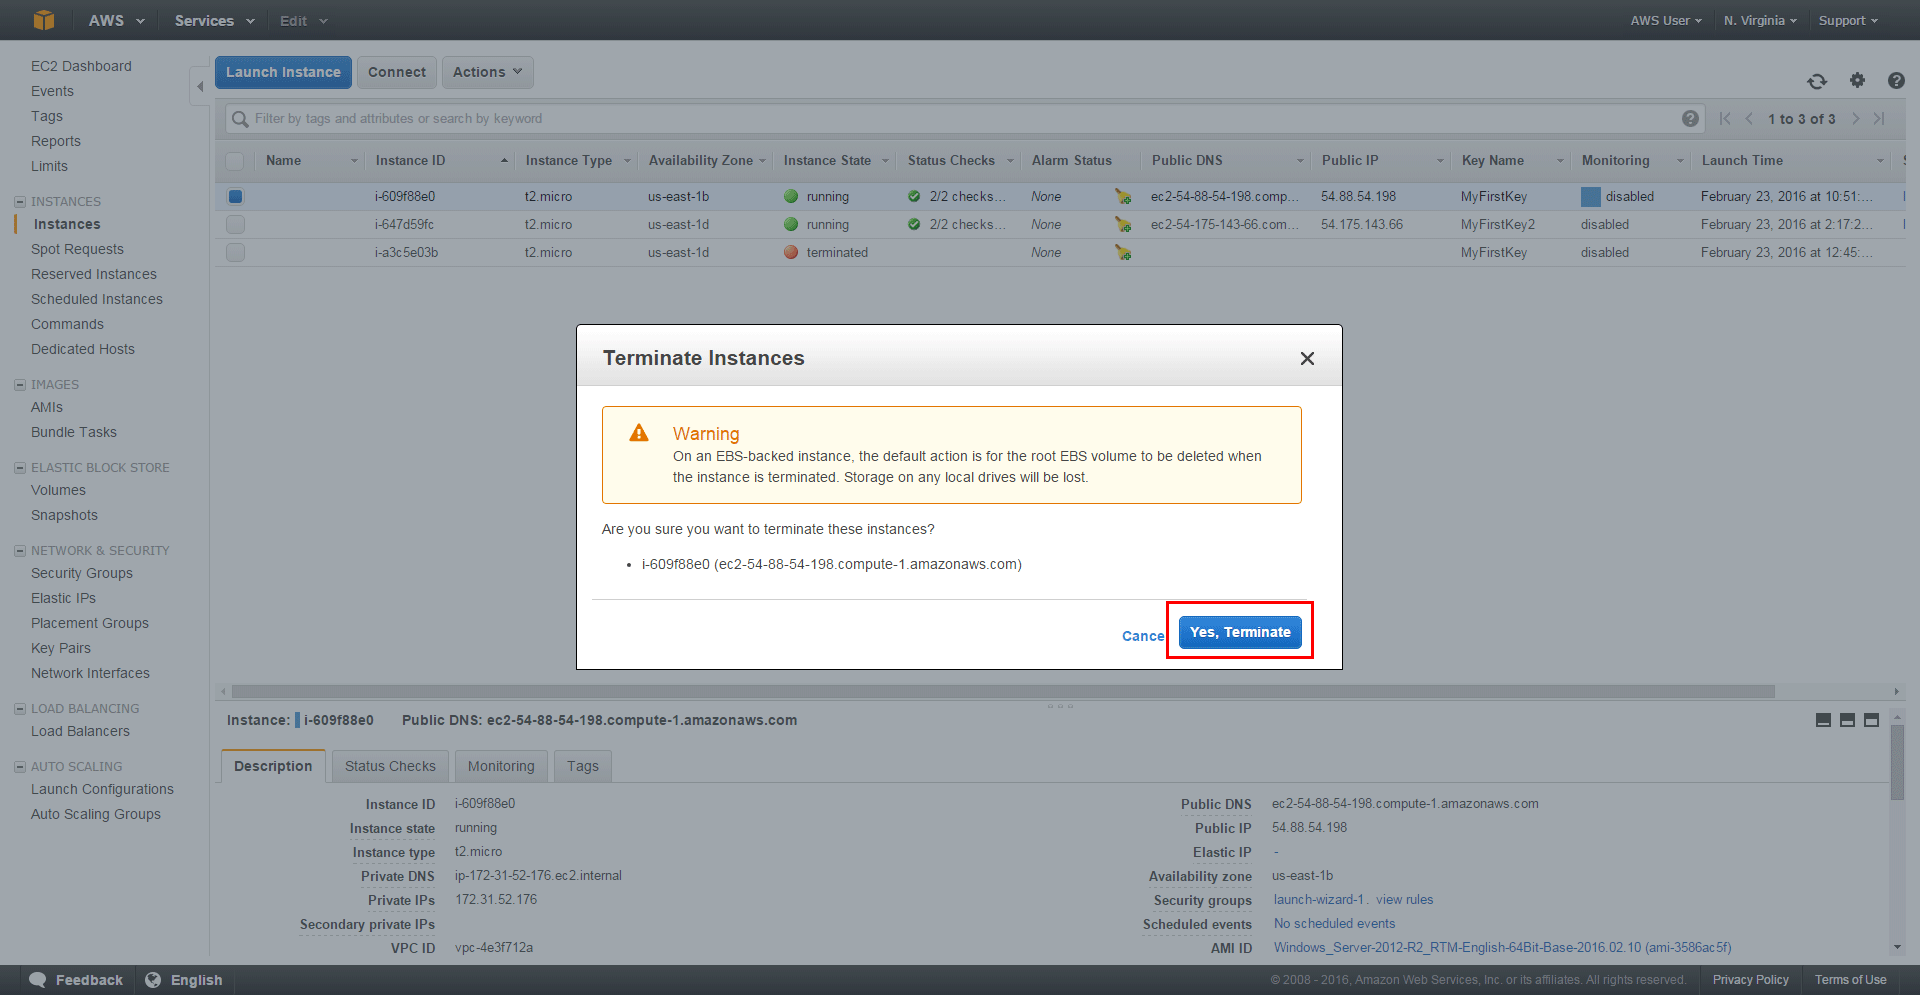 AWS Services Edit AWS User N. Virginia Support
EC2 Dashboard
Events
Tags
Reports
Limits
INSTANCES
Instances
Spot Requests
Reserved Instances
Scheduled Instances
Commands
Dedicated Hosts
IMAGES
AMIs
Bundle Tasks
ELASTIC BLOCK STORE
Volumes
Snapshots
NETWORK & SECURITY
Security Groups
Elastic IPs
Placement Groups
Key Pairs
Network Interfaces
LOAD BALANCING
Load Balancers
AUTO SCALING
Launch Configurations
Auto Scaling Groups
Launch Instance Connect Actions
Filter by tags and attributes or search by keyword 1 to 3 of 3
Name Instance ID Instance Type Availability Zone Instance State Status Checks Alarm Status Public DNS Public IP Key Name Monitoring Launch Time
i-609f88e0 t2.micro us-east-1b running 2/2 checks... None ec2-54-88-54-198.comp... 54.88.54.198 MyFirstKey disabled February 23, 2016 at 10:51:...
i-647d59fc t2.micro us-east-1d running 2/2 checks... None ec2-54-175-143-66.com... 54.175.143.66 MyFirstKey2 disabled February 23, 2016 at 2:17:2...
i-a3c5e03b t2.micro us-east-1d terminated None MyFirstKey disabled February 23, 2016 at 12:45:...
Terminate Instances
Warning
On an EBS-backed instance, the default action is for the root EBS volume to be deleted when
the instance is terminated. Storage on any local drives will be lost.
Are you sure you want to terminate these instances?
• i-609f88e0 (ec2-54-88-54-198.compute-1.amazonaws.com)
Cance Yes, Terminate
Instance: i-609f88e0 Public DNS: ec2-54-88-54-198.compute-1.amazonaws.com
Description Status Checks Monitoring Tags
Instance ID i-609f88e0 Public DNS ec2-54-88-54-198.compute-1.amazonaws.com
Instance state running Public IP 54.88.54.198
Instance type t2.micro Elastic IP -
Private DNS ip-172-31-52-176.ec2.internal Availability zone us-east-1b
Private IPs 172.31.52.176 Security groups launch-wizard-1. view rules
Secondary private IPs Scheduled events No scheduled events
VPC ID vpc-4e3f712a AMI ID Windows_Server-2012-R2_RTM-English-64Bit-Base-2016.02.10 (ami-3586ac5f)
Feedback English © 2008 - 2016, Amazon Web Services, Inc. or its affiliates. All rights reserved. Privacy Policy Terms of Use